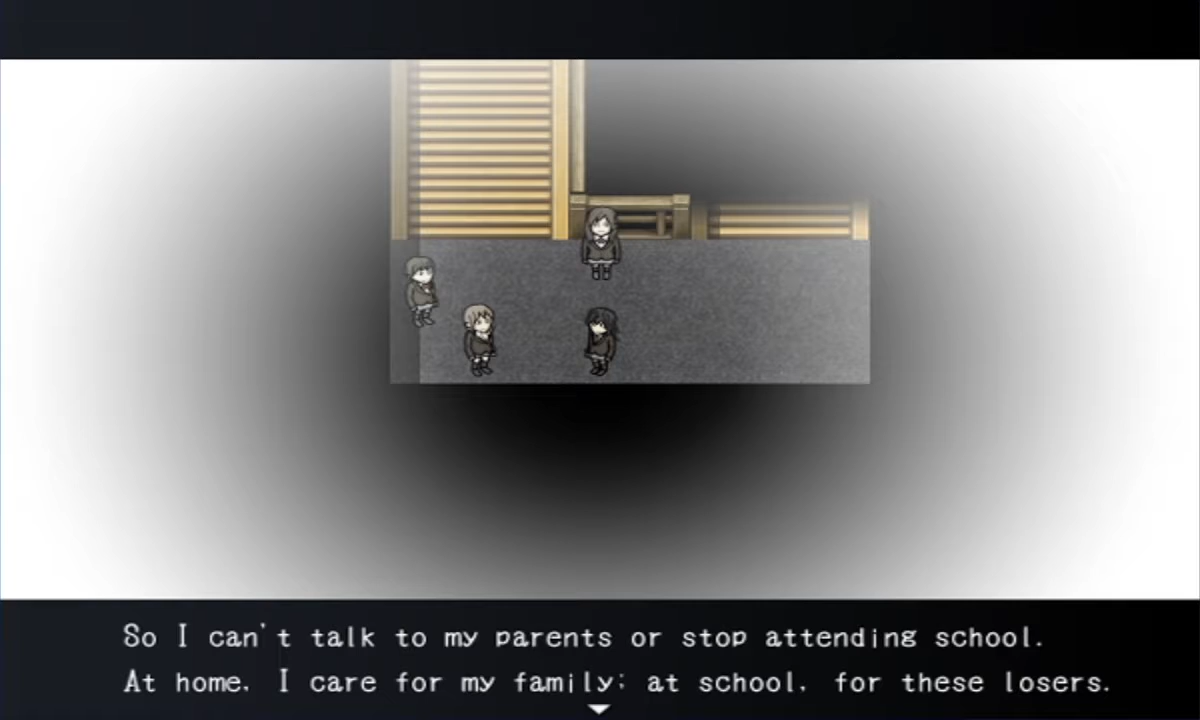 So I can't talk to my parents or stop attending school.
At home, I care for my family; at school, for these losers.